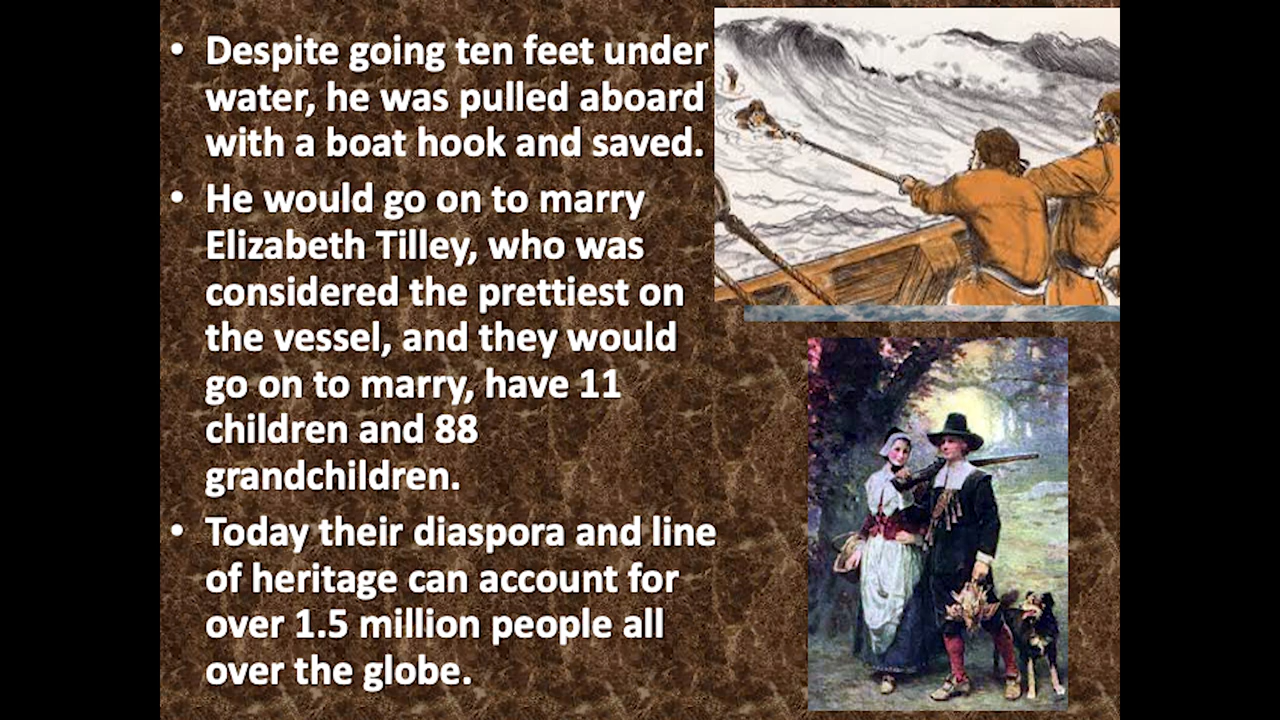 • Despite going ten feet under
water, he was pulled aboard
with a boat hook and saved.
• He would go on to marry
Elizabeth Tilley, who was
considered the prettiest on
the vessel, and they would
go on to marry, have 11
children and 88
grandchildren.
• Today their diaspora and line
of heritage can account for
over 1.5 million people all
over the globe.